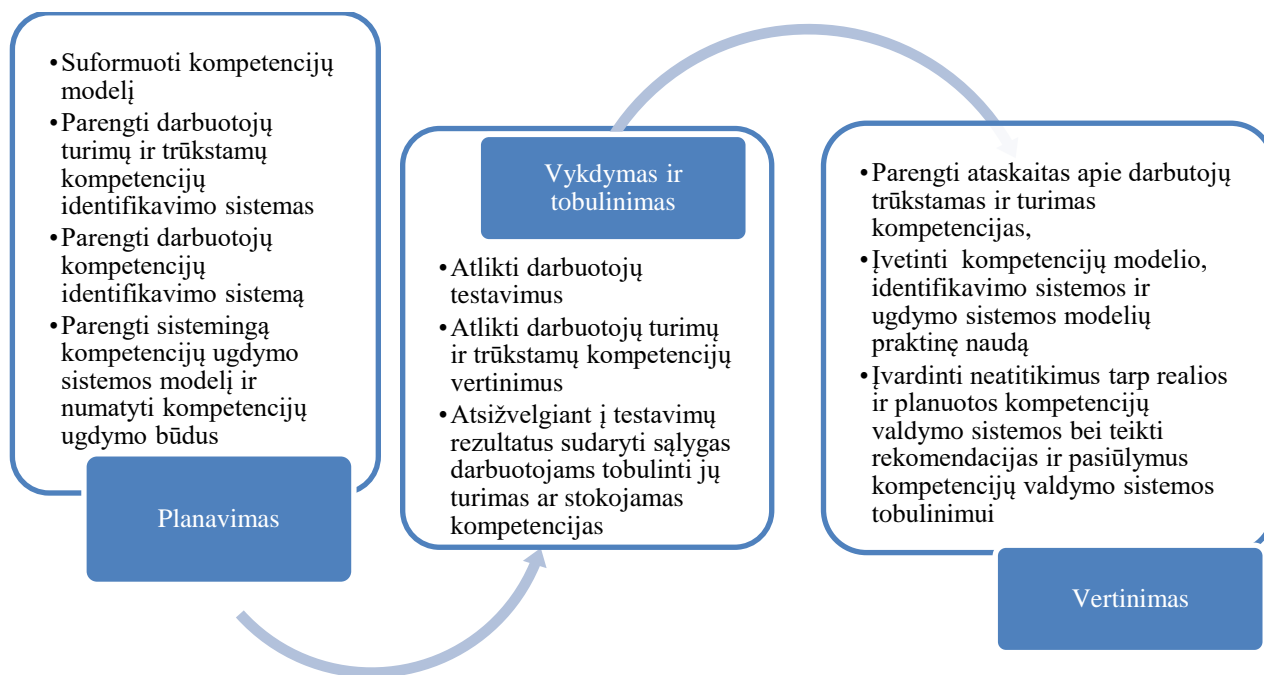 •Suformuoti kompetencijų
modelį
•Parengti darbuotojų
turimų ir trūkstamų
kompetencijų
identifikavimo sistemas
•Parengti darbuotojų
kompetencijų
identifikavimo sistemą
•Parengti sistemingą
kompetencijų ugdymo
sistemos modelį ir
numatyti kompetencijų
ugdymo būdus
Planavimas
Vykdymas ir
tobulinimas
•Atlikti darbuotojų
testavimus
•Atlikti darbuotojų turimų
ir trūkstamų kompetencijų
vertinimus
•Atsižvelgiant į testavimų
rezultatus sudaryti sąlygas
darbuotojams tobulinti jų
turimas ar stokojamas
kompetencijas
•Parengti ataskaitas apie darbutojų
trūkstamas ir turimas
kompetencijas,
•Įvetinti kompetencijų modelio,
identifikavimo sistemos ir
ugdymo sistemos modelių
praktinę naudą
•Įvardinti neatitikimus tarp realios
ir planuotos kompetencijų
valdymo sistemos bei teikti
rekomendacijas ir pasiūlymus
kompetencijų valdymo sistemos
tobulinimui
Vertinimas